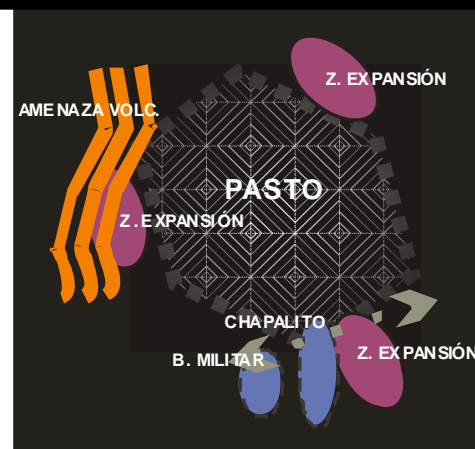 Z. EXPANSIÓN
AMENAZA VOLC.
PASTO
Z. EXPANSIÓN
CHAPALITO
B. MILITAR
Z. EXPANSIÓN